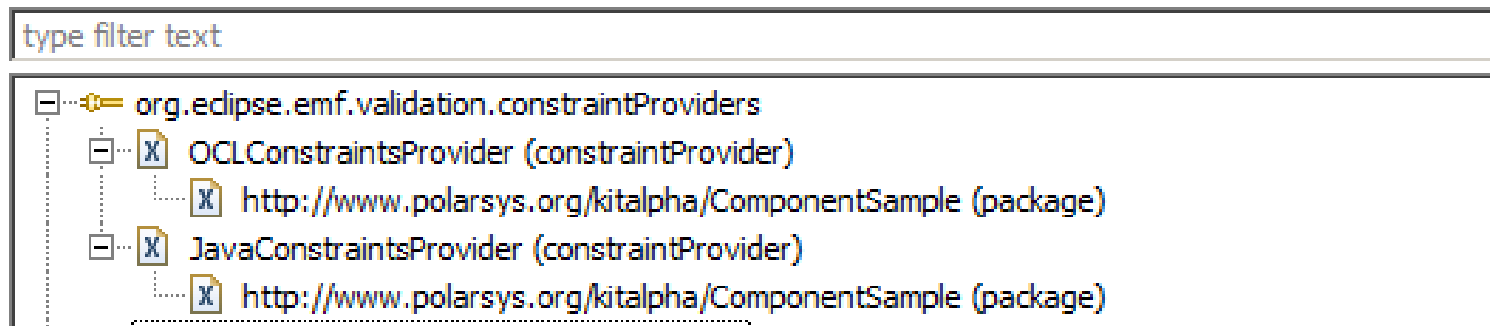 type filter text
org.eclipse.emf.validation.constraintProviders
OCLConstraintsProvider (constraintProvider)
http://www.polarsys.org/kitalpha/ComponentSample (package)
JavaConstraintsProvider (constraintProvider)
http://www.polarsys.org/kitalpha/ComponentSample (package)